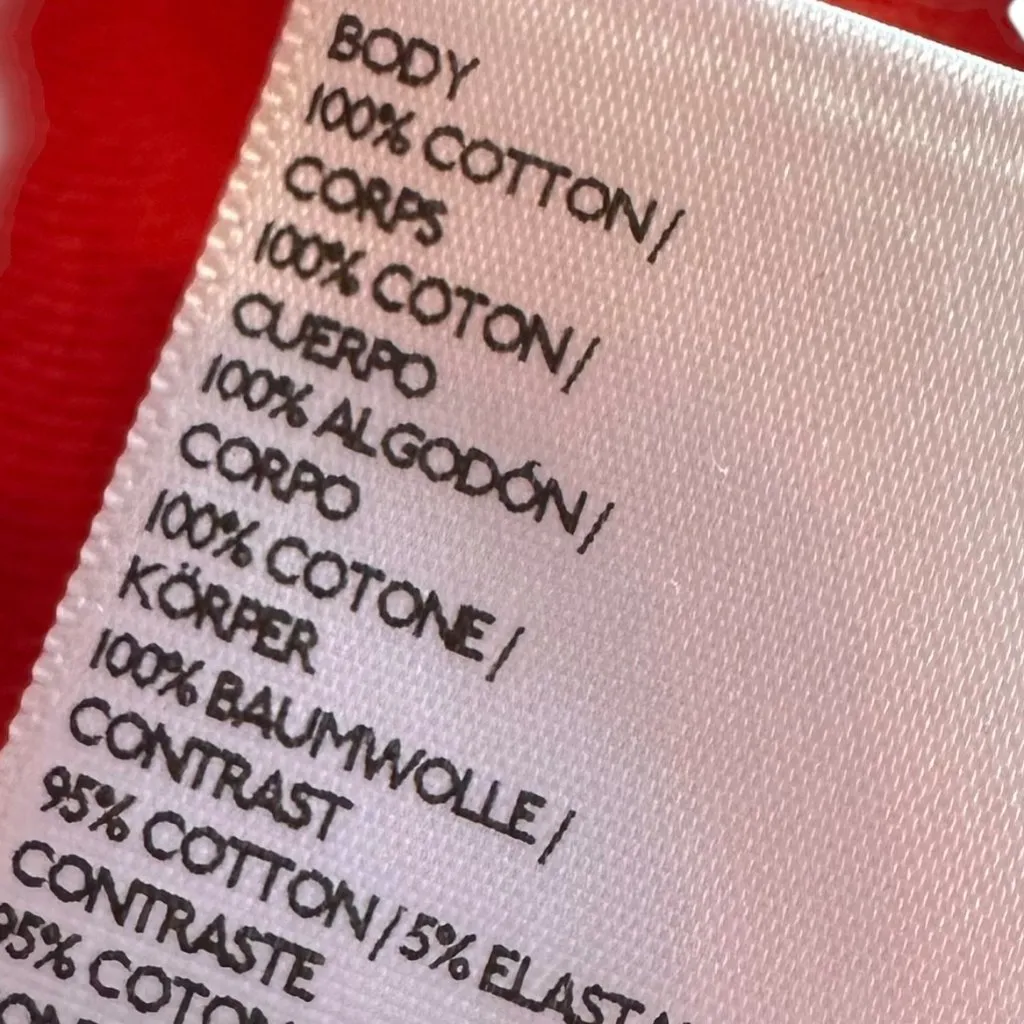 BODY
100% COTTON /
CORPS
100% COTON /
CUERPO
100% ALGODÓN /
CORPO
100% COTONE /
KÖRPER
100% BAUMWOLLE /
CONTRAST
95% COTTON / 5%
CONTRASTE
95% COTON